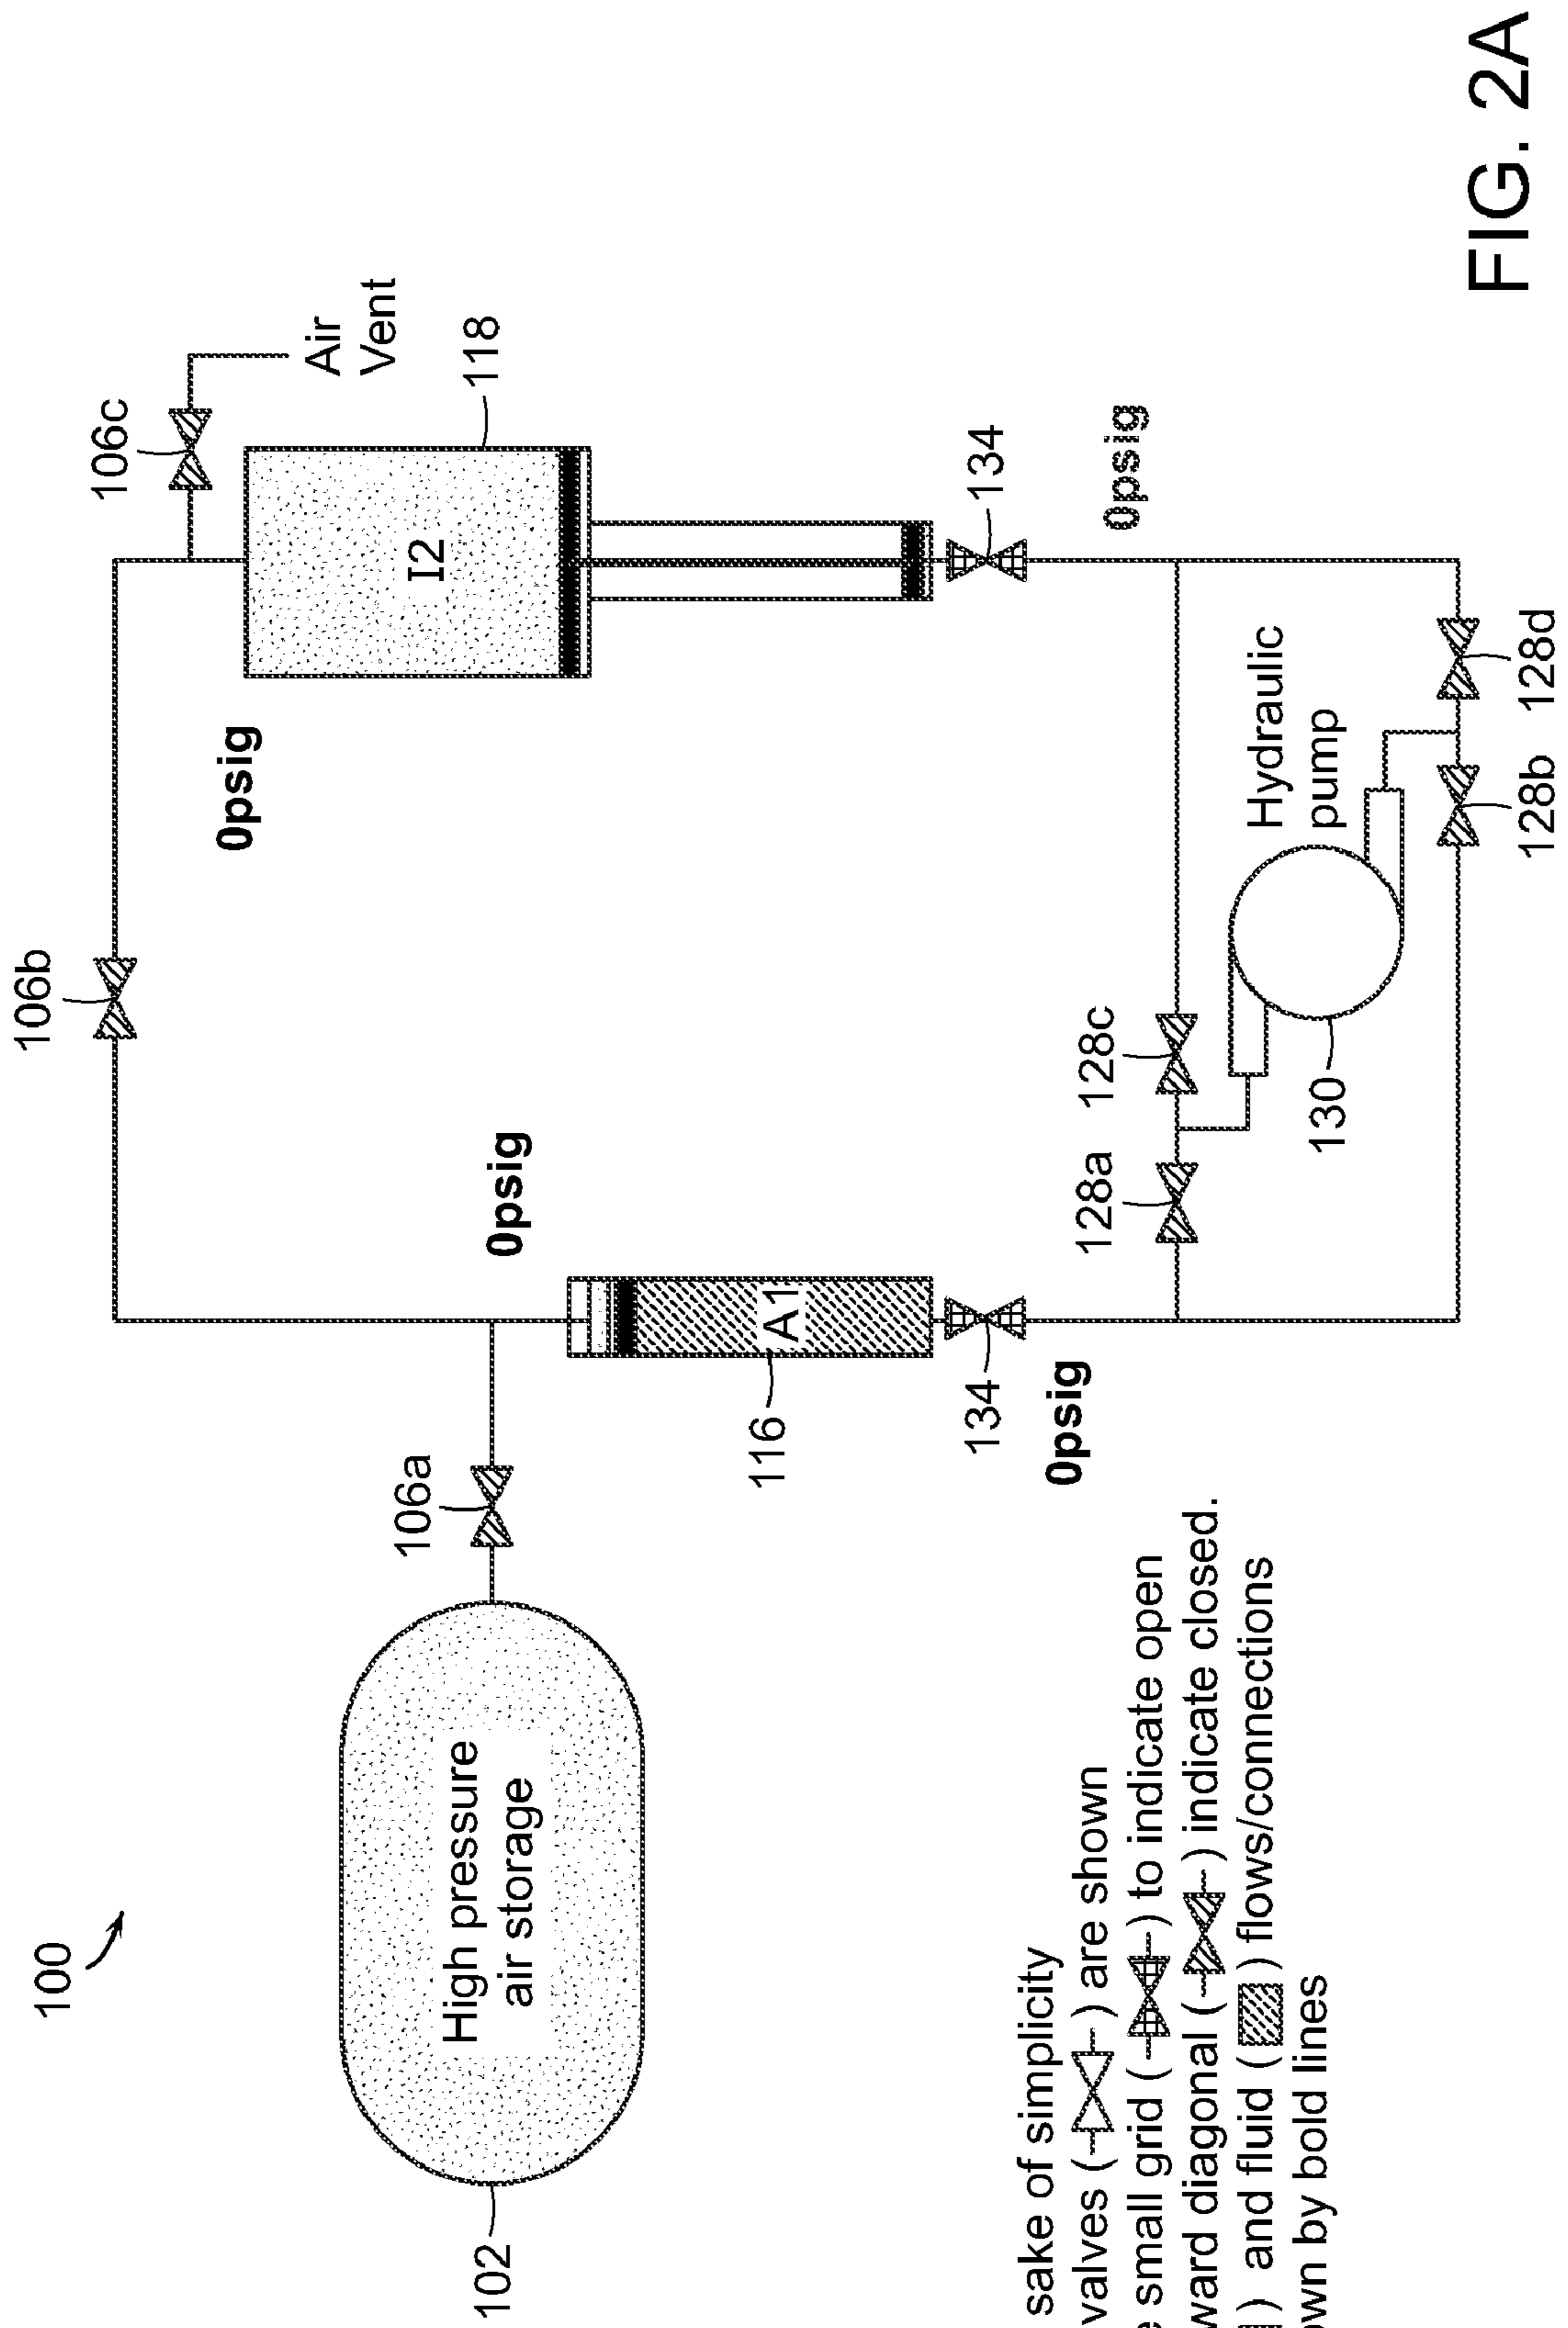 100
102
High pressure
air storage
106a
106b
106c
Air
Vent
0psig
0psig
116
A1
I2
118
134
0psig
134
0psig
128a
128c
Hydraulic
pump
130
128b
128d
sake of simplicity
valves ( ) are shown
small grid ( ) to indicate open
ward diagonal ( ) indicate closed.
) and fluid ( ) flows/connections
own by bold lines
FIG. 2A